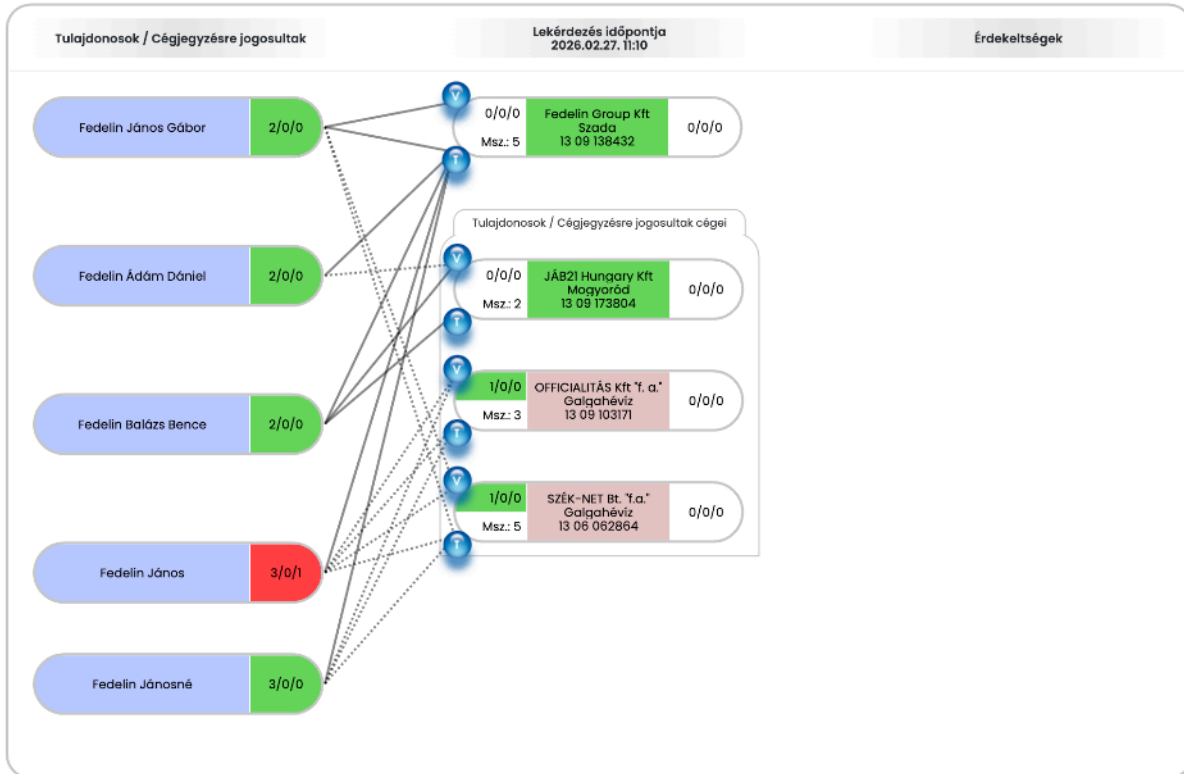 Tulajdonosok / Cégjegyzésre jogosultak
Lekérdezés időpontja
2026.02.27. 11:10
Érdekeltségek
Fedelin János Gábor
2/0/0
V
0/0/0
Msz.: 5
Fedelin Group Kft
Szada
13 09 138432
0/0/0
T
Tulajdonosok / Cégjegyzésre jogosultak cégei
Fedelin Ádám Dániel
2/0/0
V
0/0/0
Msz.: 2
JÁB21 Hungary Kft
Mogyoród
13 09 173804
0/0/0
T
Fedelin Balázs Bence
2/0/0
V
1/0/0
Msz.: 3
OFFICIALITÁS Kft "f. a."
Galgahévíz
13 09 103171
0/0/0
T
V
1/0/0
Msz.: 5
SZÉK-NET Bt. "f.a."
Galgahévíz
13 06 062864
0/0/0
T
Fedelin János
3/0/1
Fedelin Jánosné
3/0/0